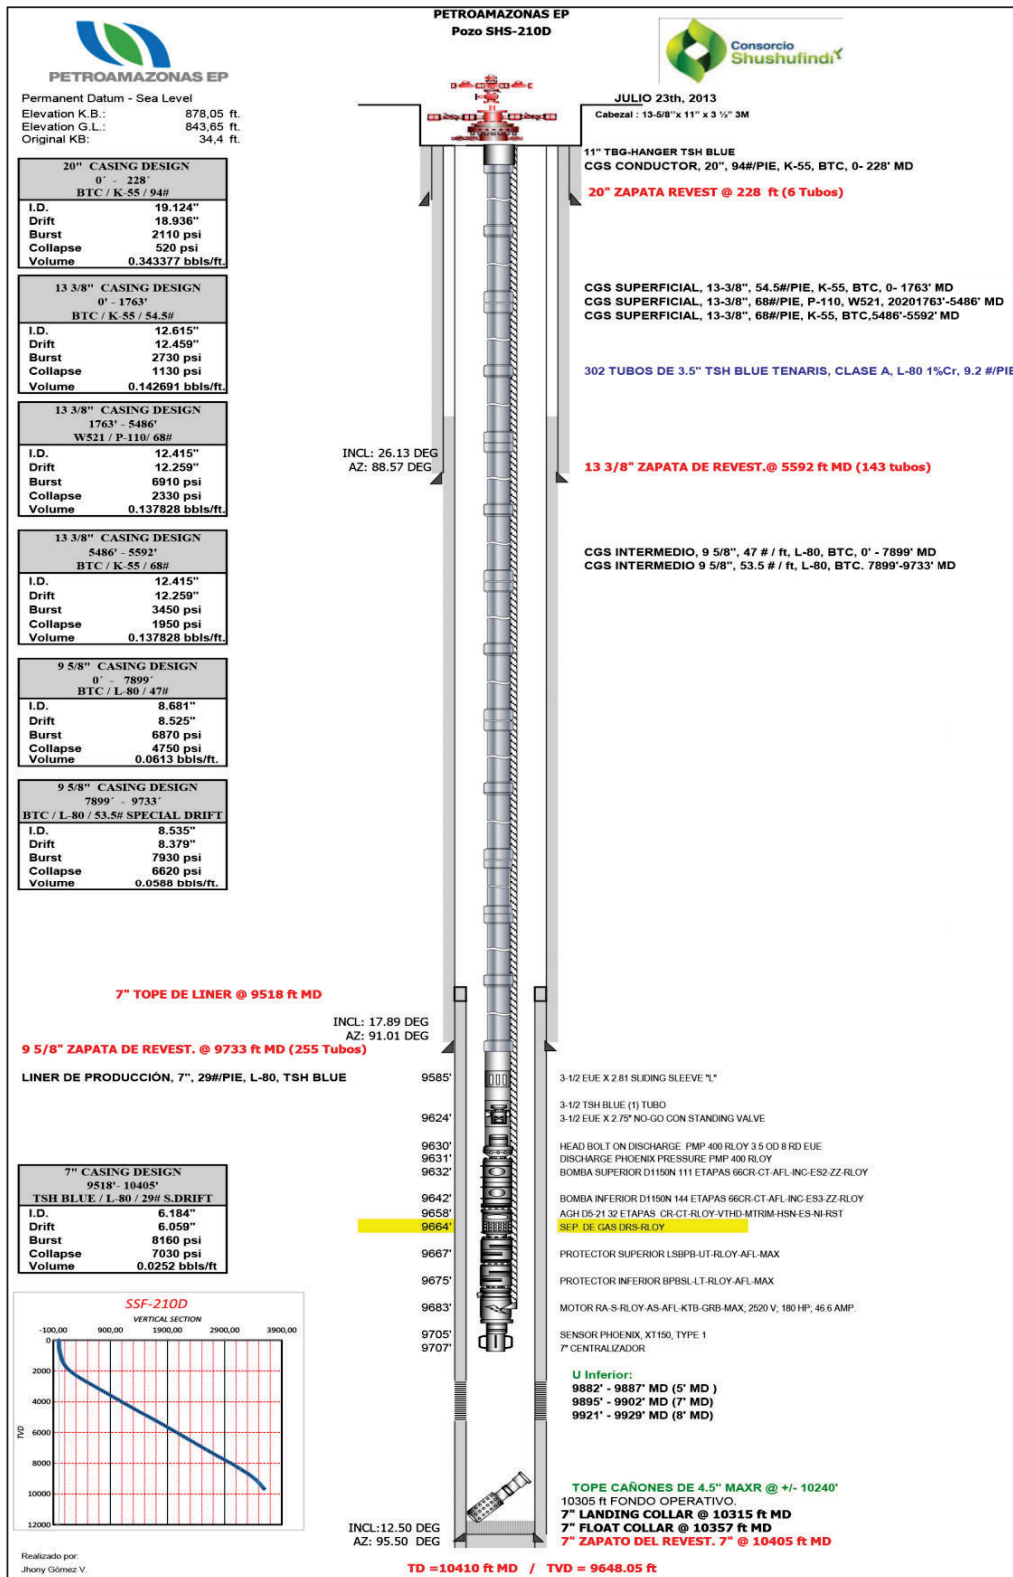 PETROAMAZONAS EP
Pozo SHS-210D
PETROAMAZONAS EP
Consorcio
Shushufindi
Permanent Datum - Sea Level
Elevation K.B.: 878,05 ft.
Elevation G.L.: 843,65 ft.
Original KB: 34,4 ft.
JULIO 23th, 2013
Cabezal : 13-5/8"x 11" x 3 ½" 3M
11" TBG-HANGER TSH BLUE
CGS CONDUCTOR, 20", 94#/PIE, K-55, BTC, 0- 228' MD
20" ZAPATA REVEST @ 228 ft (6 Tubos)
20" CASING DESIGN
0´ - 228´
BTC / K-55 / 94#
I.D. 19.124"
Drift 18.936"
Burst 2110 psi
Collapse 520 psi
Volume 0.343377 bbls/ft.
13 3/8" CASING DESIGN
0' - 1763'
BTC / K-55 / 54.5#
I.D. 12.615"
Drift 12.459"
Burst 2730 psi
Collapse 1130 psi
Volume 0.142691 bbls/ft.
CGS SUPERFICIAL, 13-3/8", 54.5#/PIE, K-55, BTC, 0- 1763' MD
CGS SUPERFICIAL, 13-3/8", 68#/PIE, P-110, W521, 20201763'-5486' MD
CGS SUPERFICIAL, 13-3/8", 68#/PIE, K-55, BTC,5486'-5592' MD
302 TUBOS DE 3.5" TSH BLUE TENARIS, CLASE A, L-80 1%Cr, 9.2 #/PIE
13 3/8" CASING DESIGN
1763' - 5486'
W521 / P-110/ 68#
I.D. 12.415"
Drift 12.259"
Burst 6910 psi
Collapse 2330 psi
Volume 0.137828 bbls/ft.
INCL: 26.13 DEG
AZ: 88.57 DEG
13 3/8" ZAPATA DE REVEST.@ 5592 ft MD (143 tubos)
13 3/8" CASING DESIGN
5486' - 5592'
BTC / K-55 / 68#
I.D. 12.415"
Drift 12.259"
Burst 3450 psi
Collapse 1950 psi
Volume 0.137828 bbls/ft.
CGS INTERMEDIO, 9 5/8", 47 # / ft, L-80, BTC, 0' - 7899' MD
CGS INTERMEDIO 9 5/8", 53.5 # / ft, L-80, BTC. 7899'-9733' MD
9 5/8" CASING DESIGN
0´ - 7899´
BTC / L-80 / 47#
I.D. 8.681"
Drift 8.525"
Burst 6870 psi
Collapse 4750 psi
Volume 0.0613 bbls/ft.
9 5/8" CASING DESIGN
7899´ - 9733´
BTC / L-80 / 53.5# SPECIAL DRIFT
I.D. 8.535"
Drift 8.379"
Burst 7930 psi
Collapse 6620 psi
Volume 0.0588 bbls/ft.
7" TOPE DE LINER @ 9518 ft MD
INCL: 17.89 DEG
AZ: 91.01 DEG
9 5/8" ZAPATA DE REVEST. @ 9733 ft MD (255 Tubos)
LINER DE PRODUCCIÓN, 7", 29#/PIE, L-80, TSH BLUE
9585' 3-1/2 EUE X 2.81 SLIDING SLEEVE "L"
3-1/2 TSH BLUE (1) TUBO
9624' 3-1/2 EUE X 2.75" NO-GO CON STANDING VALVE
9630' HEAD BOLT ON DISCHARGE PMP 400 RLOY 3.5 OD 8 RD EUE
9631' DISCHARGE PHOENIX PRESSURE PMP 400 RLOY
9632' BOMBA SUPERIOR D1150N 111 ETAPAS 66CR-CT-AFL-INC-ES2-ZZ-RLOY
9642' BOMBA INFERIOR D1150N 144 ETAPAS 66CR-CT-AFL-INC-ES3-ZZ-RLOY
9658' AGH D5-21 32 ETAPAS CR-CT-RLOY-VTHD-MTRIM-HSN-ES-NI-RST
9664' SEP. DE GAS DRS-RLOY
9667' PROTECTOR SUPERIOR LSBPB-UT-RLOY-AFL-MAX
9675' PROTECTOR INFERIOR BPBSL-LT-RLOY-AFL-MAX
9683' MOTOR RA-S-RLOY-AS-AFL-KTB-GRB-MAX; 2520 V; 180 HP; 46.6 AMP.
9705' SENSOR PHOENIX, XT150, TYPE 1
9707' 7" CENTRALIZADOR
7" CASING DESIGN
9518'- 10405'
TSH BLUE / L-80 / 29# S.DRIFT
I.D. 6.184"
Drift 6.059"
Burst 8160 psi
Collapse 7030 psi
Volume 0.0252 bbls/ft
SSF-210D
VERTICAL SECTION
-100,00 900,00 1900,00 2900,00 3900,00
0
2000
4000
6000
8000
10000
12000
TVD
U Inferior:
9882' - 9887' MD (5' MD )
9895' - 9902' MD (7' MD)
9921' - 9929' MD (8' MD)
TOPE CAÑONES DE 4.5" MAXR @ +/- 10240'
10305 ft FONDO OPERATIVO.
7" LANDING COLLAR @ 10315 ft MD
7" FLOAT COLLAR @ 10357 ft MD
7" ZAPATO DEL REVEST. 7" @ 10405 ft MD
INCL:12.50 DEG
AZ: 95.50 DEG
TD =10410 ft MD / TVD = 9648.05 ft
Realizado por:
Jhony Gómez V.